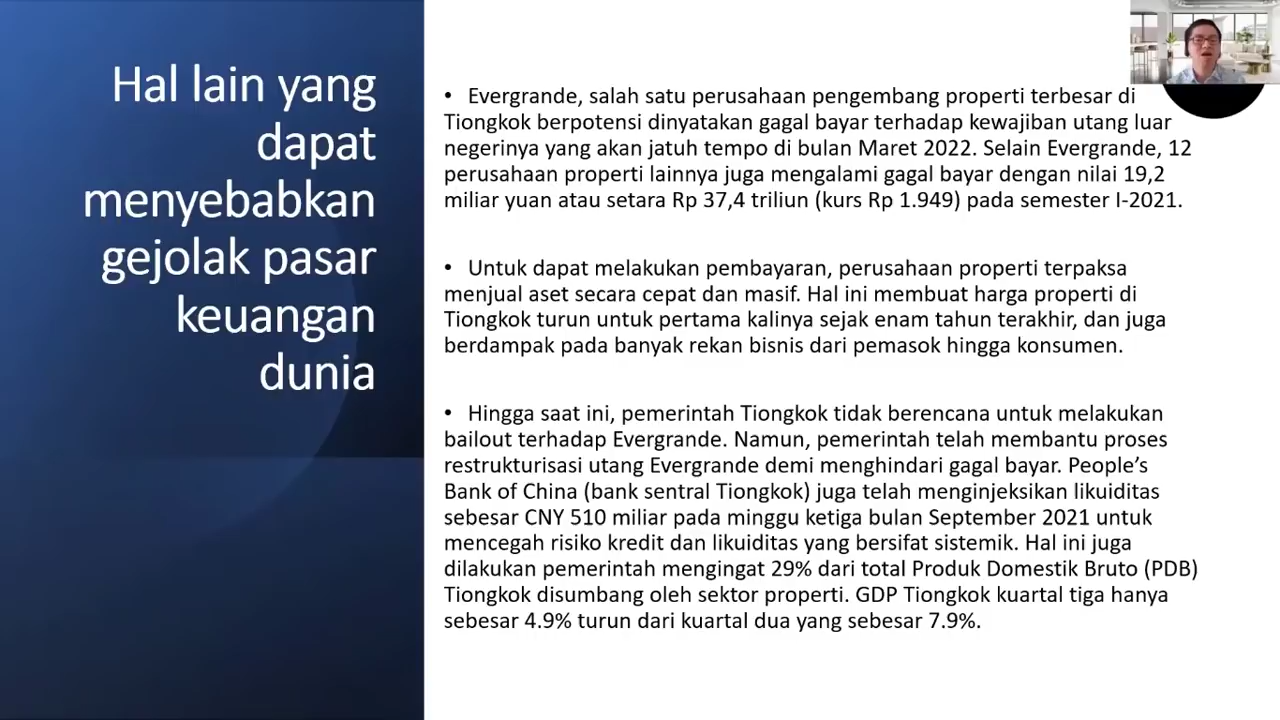 Hal lain yang
dapat
menyebabkan
gejolak pasar
keuangan
dunia
• Evergrande, salah satu perusahaan pengembang properti terbesar di
Tiongkok berpotensi dinyatakan gagal bayar terhadap kewajiban utang luar
negerinya yang akan jatuh tempo di bulan Maret 2022. Selain Evergrande, 12
perusahaan properti lainnya juga mengalami gagal bayar dengan nilai 19,2
miliar yuan atau setara Rp 37,4 triliun (kurs Rp 1.949) pada semester I-2021.
• Untuk dapat melakukan pembayaran, perusahaan properti terpaksa
menjual aset secara cepat dan masif. Hal ini membuat harga properti di
Tiongkok turun untuk pertama kalinya sejak enam tahun terakhir, dan juga
berdampak pada banyak rekan bisnis dari pemasok hingga konsumen.
• Hingga saat ini, pemerintah Tiongkok tidak berencana untuk melakukan
bailout terhadap Evergrande. Namun, pemerintah telah membantu proses
restrukturisasi utang Evergrande demi menghindari gagal bayar. People’s
Bank of China (bank sentral Tiongkok) juga telah menginjeksikan likuiditas
sebesar CNY 510 miliar pada minggu ketiga bulan September 2021 untuk
mencegah risiko kredit dan likuiditas yang bersifat sistemik. Hal ini juga
dilakukan pemerintah mengingat 29% dari total Produk Domestik Bruto (PDB)
Tiongkok disumbang oleh sektor properti. GDP Tiongkok kuartal tiga hanya
sebesar 4.9% turun dari kuartal dua yang sebesar 7.9%.